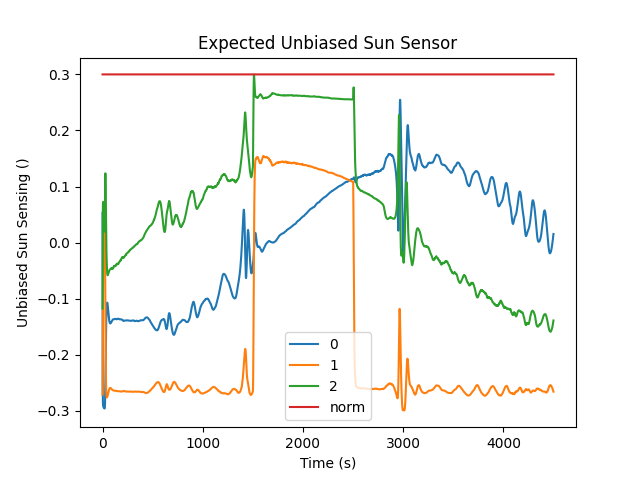 Expected Unbiased Sun Sensor
Unbiased Sun Sensing ()
0.3
0.2
0.1
0.0
−0.1
−0.2
−0.3
0
1
2
norm
0 1000 2000 3000 4000
Time (s)